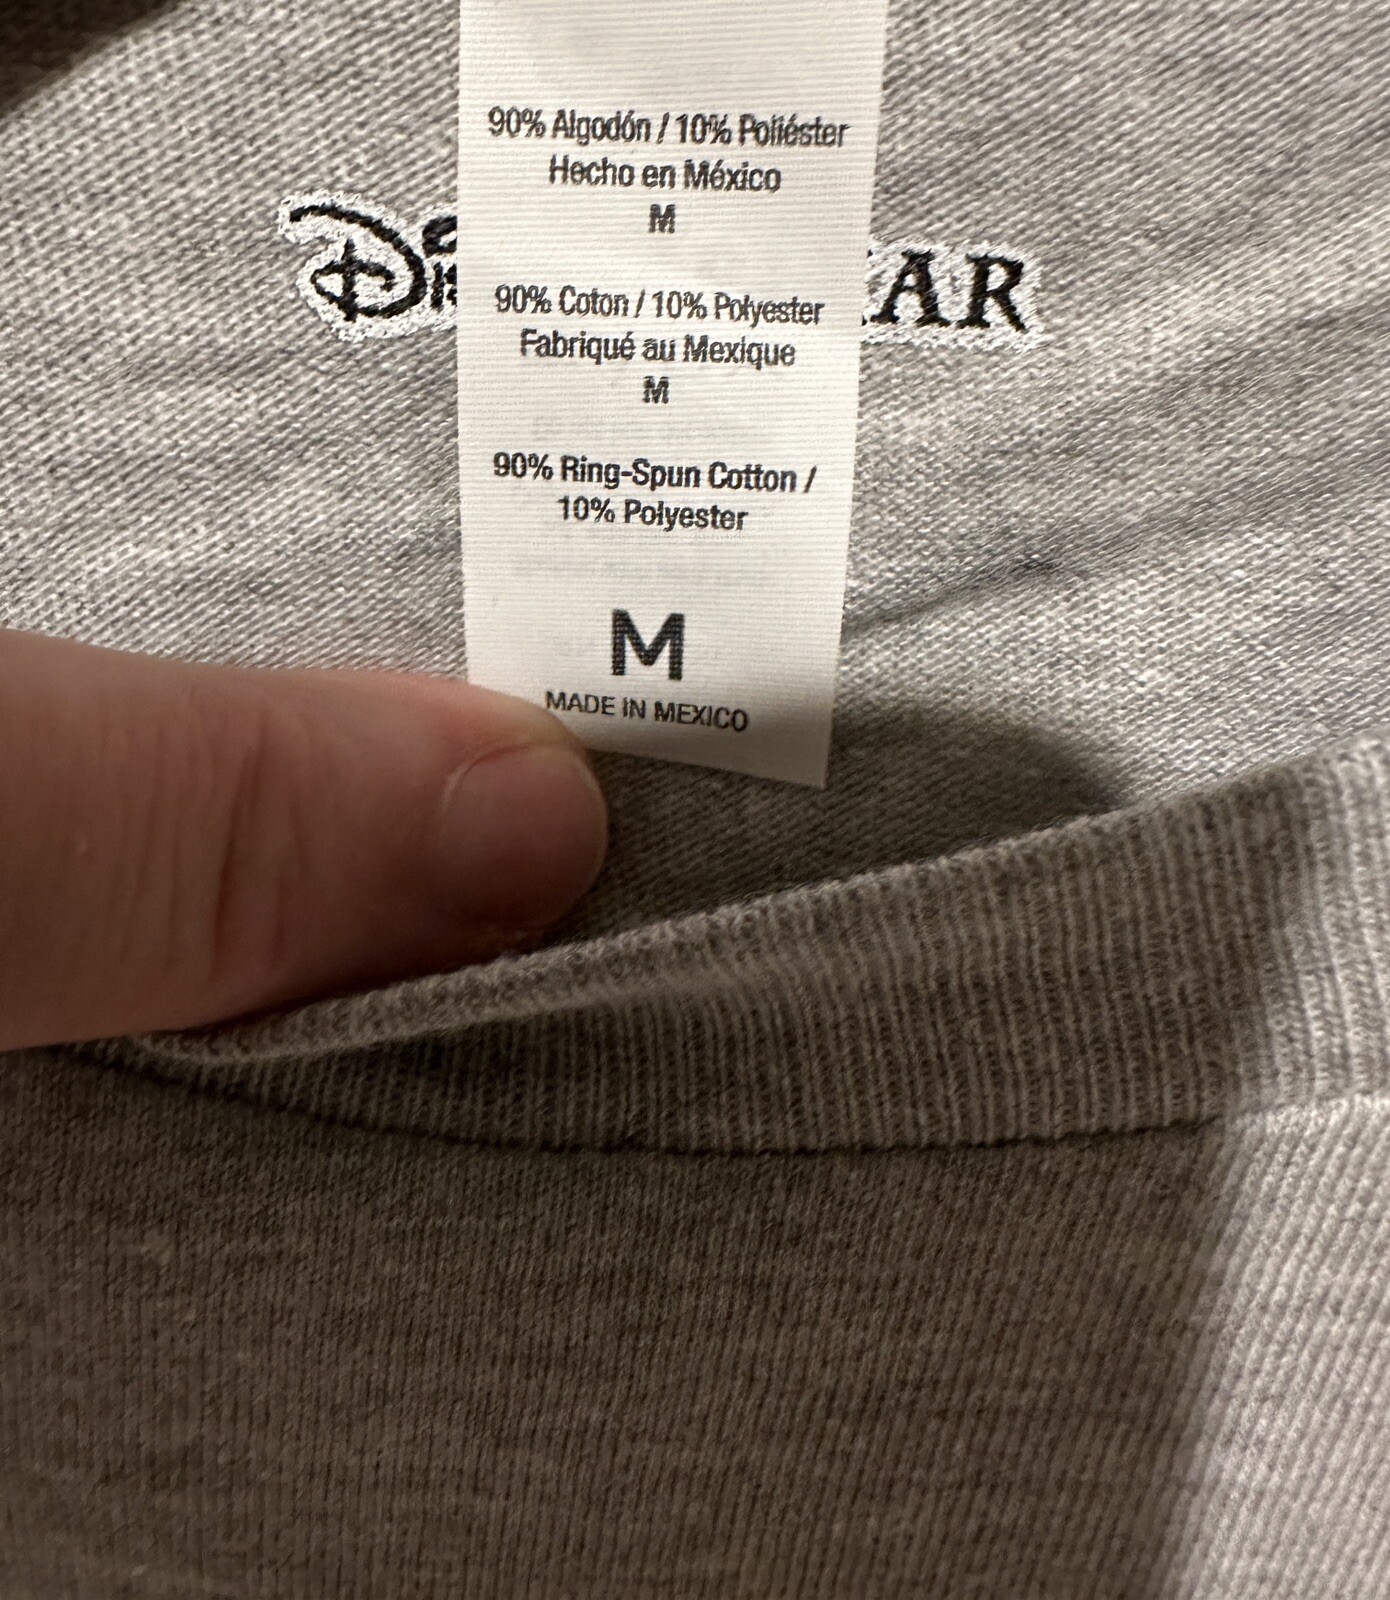 90% Algodón / 10% Poliéster
Hecho en México
M
90% Coton / 10% Polyester
Fabriqué au Mexique
M
90% Ring-Spun Cotton /
10% Polyester
M
MADE IN MEXICO